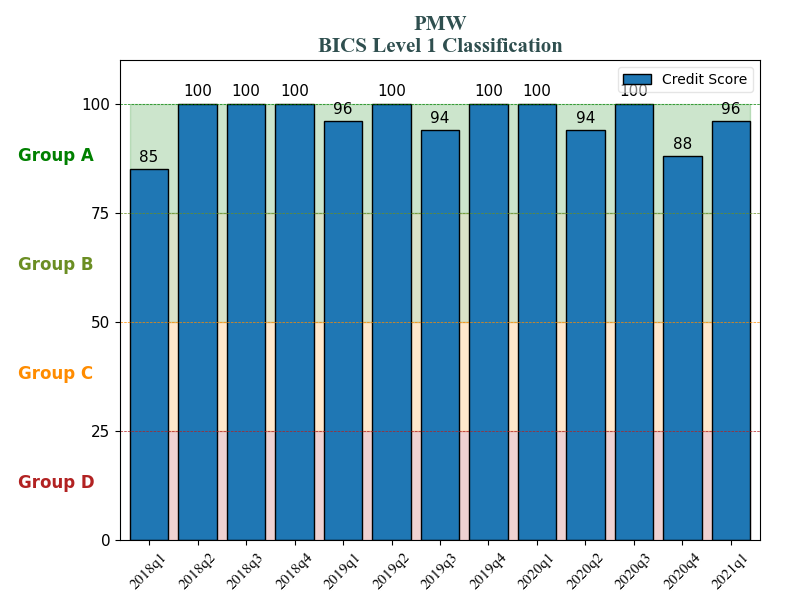 PMW
BICS Level 1 Classification
Credit Score
100 100 100 100 100 100 100
96 96
94 94
88
85
100
75
50
25
0
Group A
Group B
Group C
Group D
2018q1 2018q2 2018q3 2018q4 2019q1 2019q2 2019q3 2019q4 2020q1 2020q2 2020q3 2020q4 2021q1